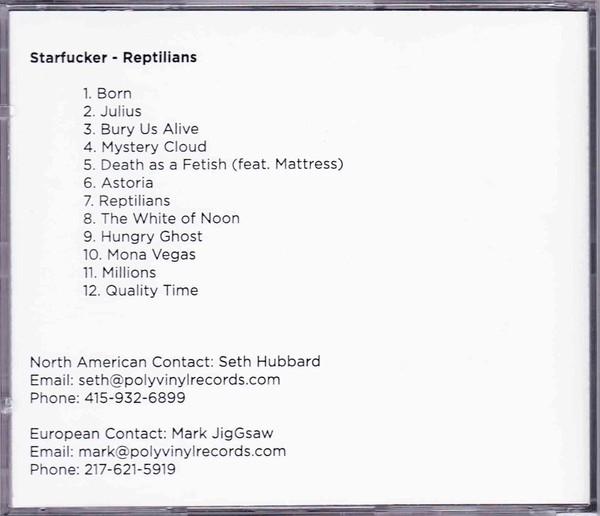 Starfucker - Reptilians
1. Born
2. Julius
3. Bury Us Alive
4. Mystery Cloud
5. Death as a Fetish (feat. Mattress)
6. Astoria
7. Reptilians
8. The White of Noon
9. Hungry Ghost
10. Mona Vegas
11. Millions
12. Quality Time
North American Contact: Seth Hubbard
Email: seth@polyvinylrecords.com
Phone: 415-932-6899
European Contact: Mark JigGsaw
Email: mark@polyvinylrecords.com
Phone: 217-621-5919